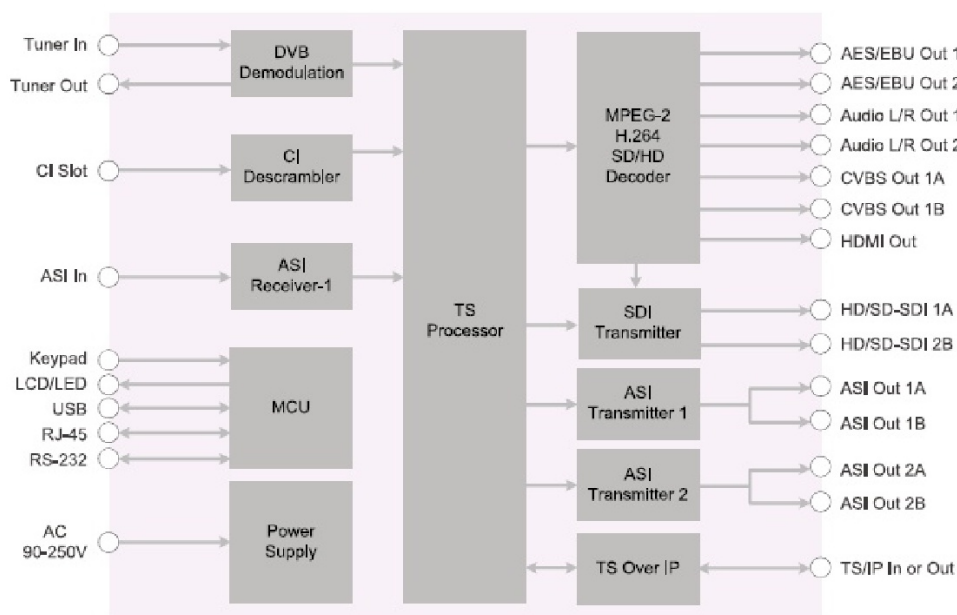 Tuner In
Tuner Out
DVB
Demodulation
CI Slot
CI
Descrambler
ASI In
ASI
Receiver-1
Keypad
LCD/LED
USB
RJ-45
RS-232
MCU
AC
90-250V
Power
Supply
TS
Processor
MPEG-2
H.264
SD/HD
Decoder
SDI
Transmitter
ASI
Transmitter 1
ASI
Transmitter 2
TS Over IP
AES/EBU Out 1
AES/EBU Out 2
Audio L/R Out 1
Audio L/R Out 2
CVBS Out 1A
CVBS Out 1B
HDMI Out
HD/SD-SDI 1A
HD/SD-SDI 2B
ASI Out 1A
ASI Out 1B
ASI Out 2A
ASI Out 2B
TS/IP In or Out